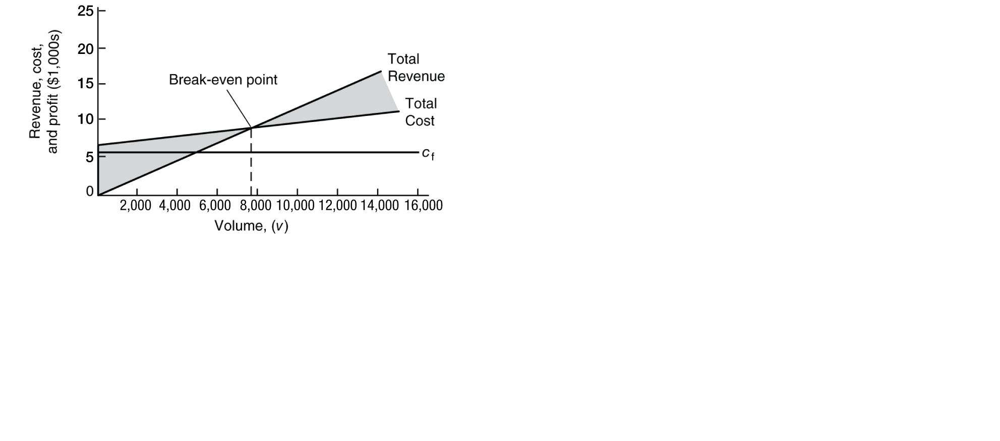 Revenue, cost,
and profit ($1,000s)
25
20
15
10
5
0
Break-even point
Total
Revenue
Total
Cost
cf
2,000 4,000 6,000 8,000 10,000 12,000 14,000 16,000
Volume, (v)